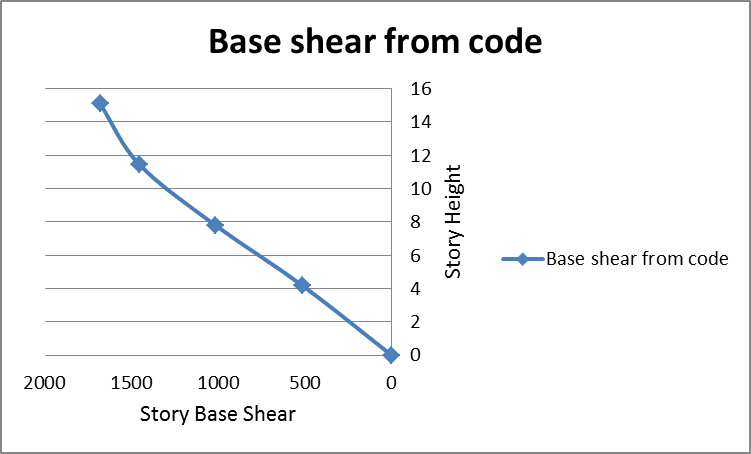 Base shear from code
16
14
12
10
8
6
4
2
0
Story Height
Base shear from code
2000 1500 1000 500 0
Story Base Shear